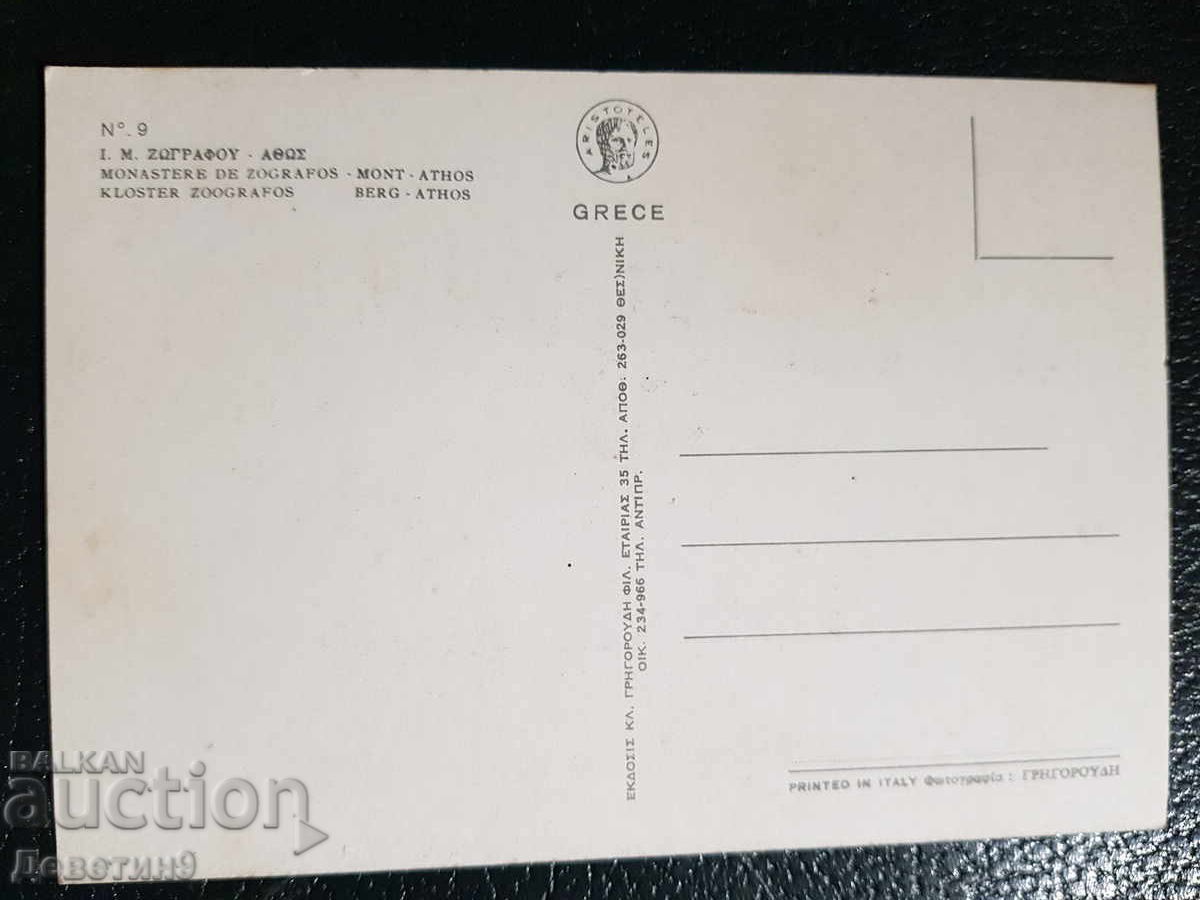 Nº. 9
Ι. Μ. ΖΩΓΡΑΦΟΥ - ΑΘΩΣ
MONASTERE DE ZOGRAFOS - MONT - ATHOS
KLOSTER ZOOGRAFOS BERG - ATHOS
ARISTOTELES
GRECE
ΕΚΔΟΣΙΣ ΚΛ. ΓΡΗΓΟΡΟΥΔΗ ΦΙΛ. ΕΤΑΙΡΙΑΣ 35 ΤΗΛ. ΑΠΟΘ. 263-029 ΘΕΣ)ΝΙΚΗ
ΟΙΚ. 234-966 ΤΗΛ. ΑΝΤΙΠΡ.
PRINTED IN ITALY Φωτογραφία : ΓΡΗΓΟΡΟΥΔΗ
BALKAN
auction
Деветин9